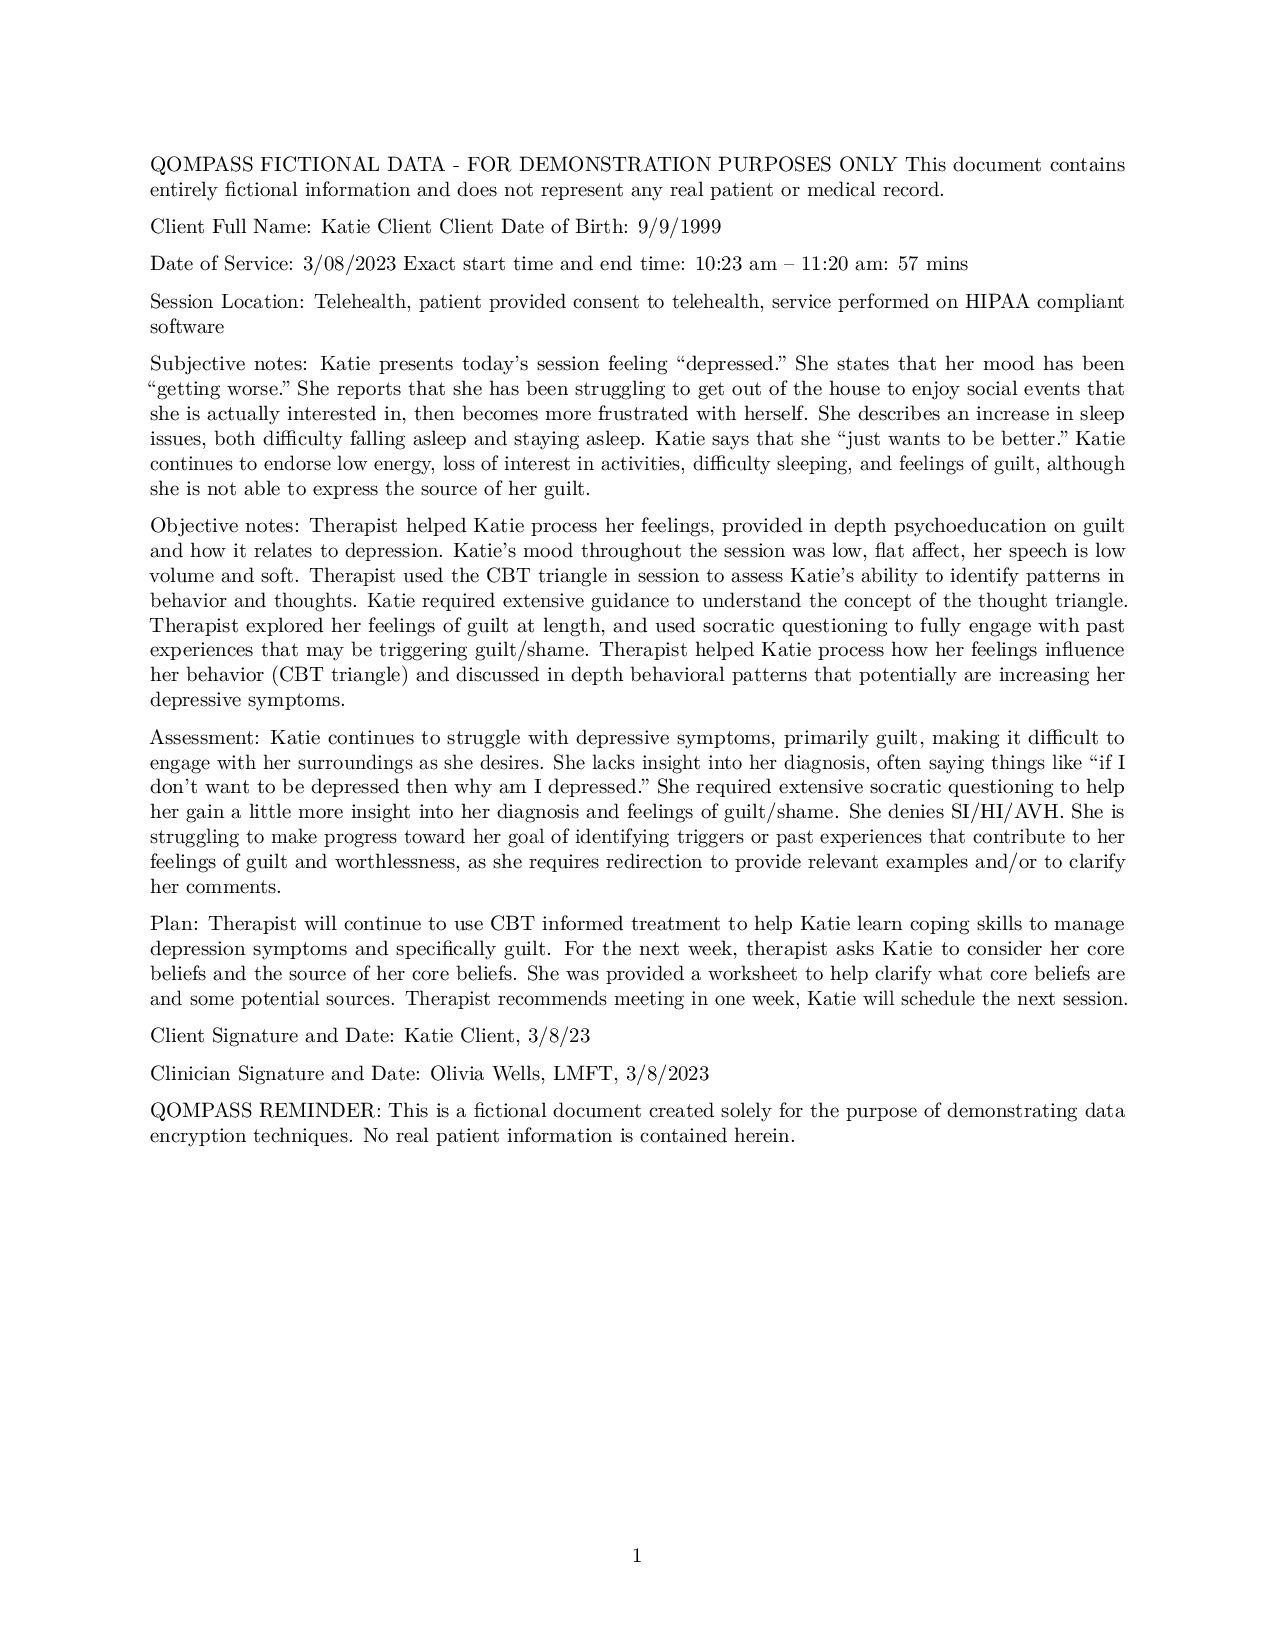 QOMPASS FICTIONAL DATA - FOR DEMONSTRATION PURPOSES ONLY This document contains
entirely fictional information and does not represent any real patient or medical record.
Client Full Name: Katie Client Client Date of Birth: 9/9/1999
Date of Service: 3/08/2023 Exact start time and end time: 10:23 am – 11:20 am: 57 mins
Session Location: Telehealth, patient provided consent to telehealth, service performed on HIPAA compliant
software
Subjective notes: Katie presents today’s session feeling “depressed.” She states that her mood has been
“getting worse.” She reports that she has been struggling to get out of the house to enjoy social events that
she is actually interested in, then becomes more frustrated with herself. She describes an increase in sleep
issues, both difficulty falling asleep and staying asleep. Katie says that she “just wants to be better.” Katie
continues to endorse low energy, loss of interest in activities, difficulty sleeping, and feelings of guilt, although
she is not able to express the source of her guilt.
Objective notes: Therapist helped Katie process her feelings, provided in depth psychoeducation on guilt
and how it relates to depression. Katie’s mood throughout the session was low, flat affect, her speech is low
volume and soft. Therapist used the CBT triangle in session to assess Katie’s ability to identify patterns in
behavior and thoughts. Katie required extensive guidance to understand the concept of the thought triangle.
Therapist explored her feelings of guilt at length, and used socratic questioning to fully engage with past
experiences that may be triggering guilt/shame. Therapist helped Katie process how her feelings influence
her behavior (CBT triangle) and discussed in depth behavioral patterns that potentially are increasing her
depressive symptoms.
Assessment: Katie continues to struggle with depressive symptoms, primarily guilt, making it difficult to
engage with her surroundings as she desires. She lacks insight into her diagnosis, often saying things like “if I
don’t want to be depressed then why am I depressed.” She required extensive socratic questioning to help
her gain a little more insight into her diagnosis and feelings of guilt/shame. She denies SI/HI/AVH. She is
struggling to make progress toward her goal of identifying triggers or past experiences that contribute to her
feelings of guilt and worthlessness, as she requires redirection to provide relevant examples and/or to clarify
her comments.
Plan: Therapist will continue to use CBT informed treatment to help Katie learn coping skills to manage
depression symptoms and specifically guilt. For the next week, therapist asks Katie to consider her core
beliefs and the source of her core beliefs. She was provided a worksheet to help clarify what core beliefs are
and some potential sources. Therapist recommends meeting in one week, Katie will schedule the next session.
Client Signature and Date: Katie Client, 3/8/23
Clinician Signature and Date: Olivia Wells, LMFT, 3/8/2023
QOMPASS REMINDER: This is a fictional document created solely for the purpose of demonstrating data
encryption techniques. No real patient information is contained herein.
1